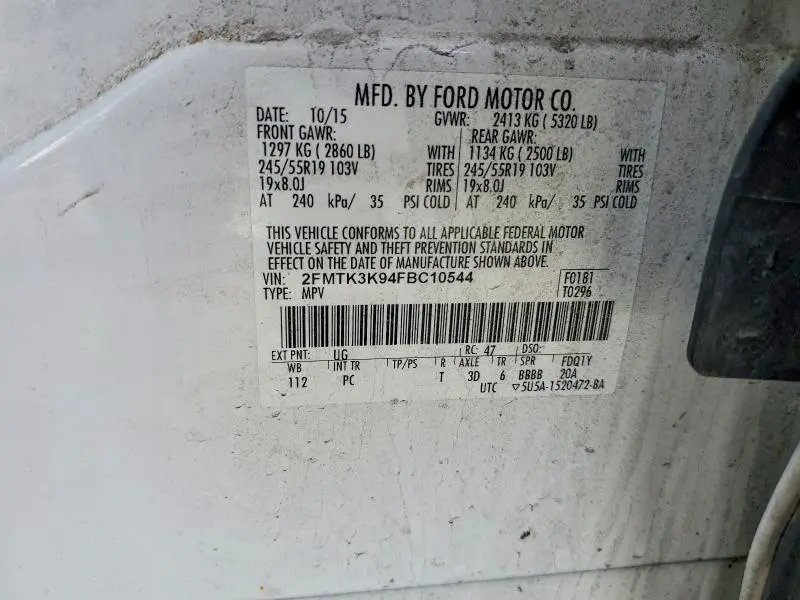 MFD. BY FORD MOTOR CO.
DATE: 10/15 GVWR: 2413 KG ( 5320 LB)
FRONT GAWR: REAR GAWR:
1297 KG ( 2860 LB) WITH 1134 KG ( 2500 LB) WITH
245/55R19 103V TIRES 245/55R19 103V TIRES
19x8.0J RIMS 19x8.0J RIMS
AT 240 kPa/ 35 PSI COLD AT 240 kPa/ 35 PSI COLD
THIS VEHICLE CONFORMS TO ALL APPLICABLE FEDERAL MOTOR
VEHICLE SAFETY AND THEFT PREVENTION STANDARDS IN
EFFECT ON THE DATE OF MANUFACTURE SHOWN ABOVE.
VIN: 2FMTK3K94FBC10544 F0181
TYPE: MPV T0296
EXT PNT: UG RC: 47 DSO:
WB INT TR TP/PS R AXLE TR SPR FDQ1Y
112 PC T 3D 6 BBBB 20A
UTC ▽5U5A-1520472-BA